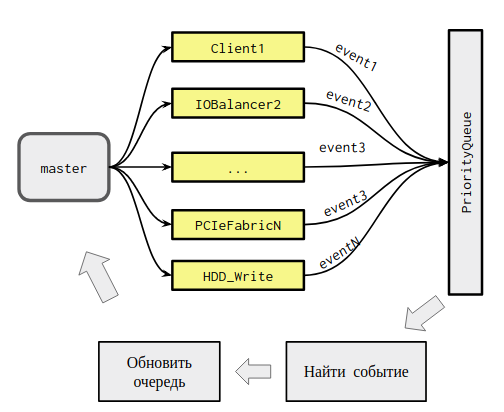 Client1
event1
IOBalancer2
event2
master
...
event3
PriorityQueue
PCIeFabricN
event3
HDD_Write
eventN
Обновить
очередь
Найти событие